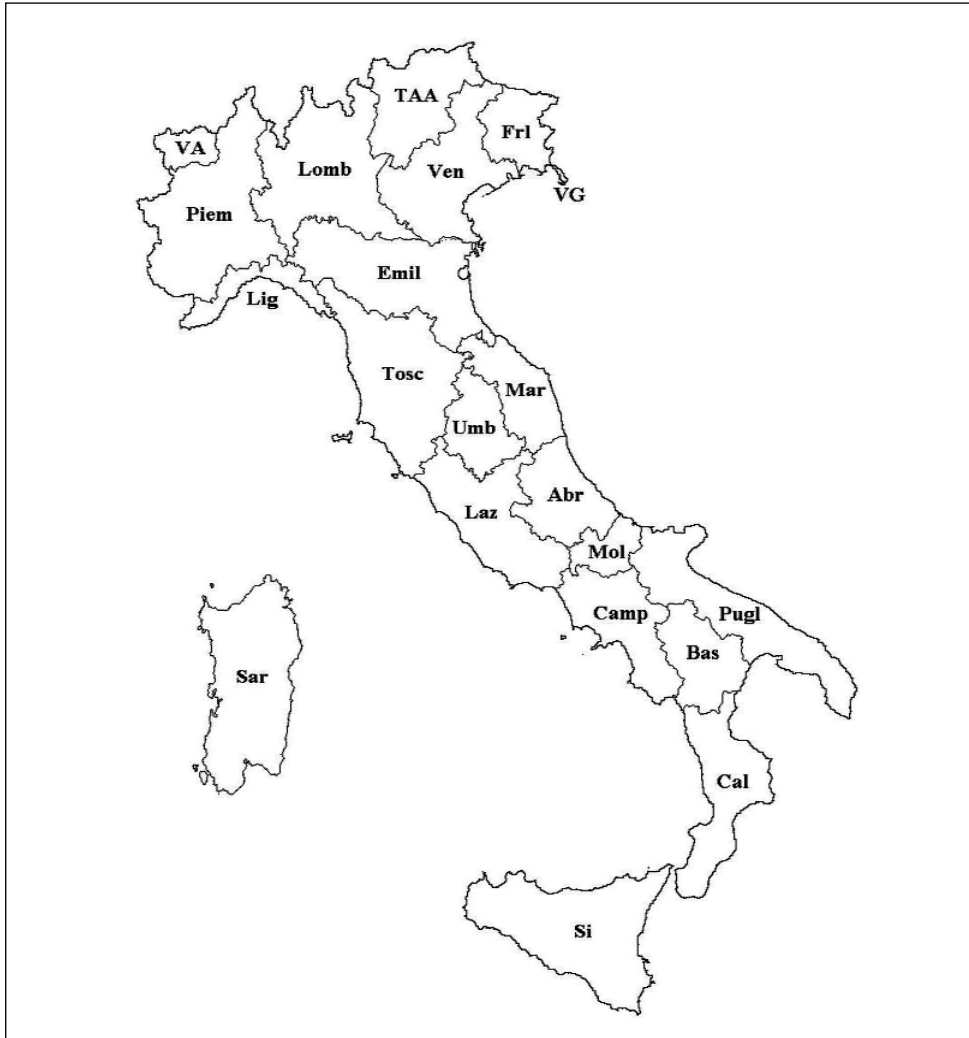 TAA
Frl
VA
Lomb
Ven
VG
Piem
Emil
Lig
Tosc
Mar
Umb
Abr
Laz
Mol
Camp
Pugl
Bas
Sar
Cal
Si